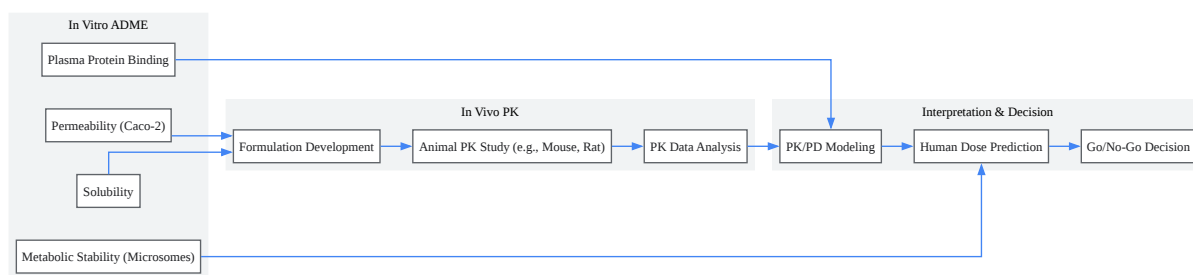 In Vitro ADME
Plasma Protein Binding
Permeability (Caco-2)
Solubility
Metabolic Stability (Microsomes)
In Vivo PK
Formulation Development
Animal PK Study (e.g., Mouse, Rat)
PK Data Analysis
Interpretation & Decision
PK/PD Modeling
Human Dose Prediction
Go/No-Go Decision